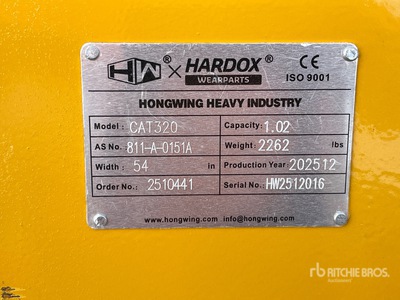 HW × HARDOX® CE
WEARPARTS ISO 9001
HONGWING HEAVY INDUSTRY
Model: CAT320 Capacity: 1.02
AS No. 811-A-0151A Weight: 2262 lbs
Width: 54 in Production Year 202512
Order No.: 2510441 Serial No.: HW2512016
www.hongwing.com info@hongwing.com
rb RITCHIE BROS.
Auctioneers